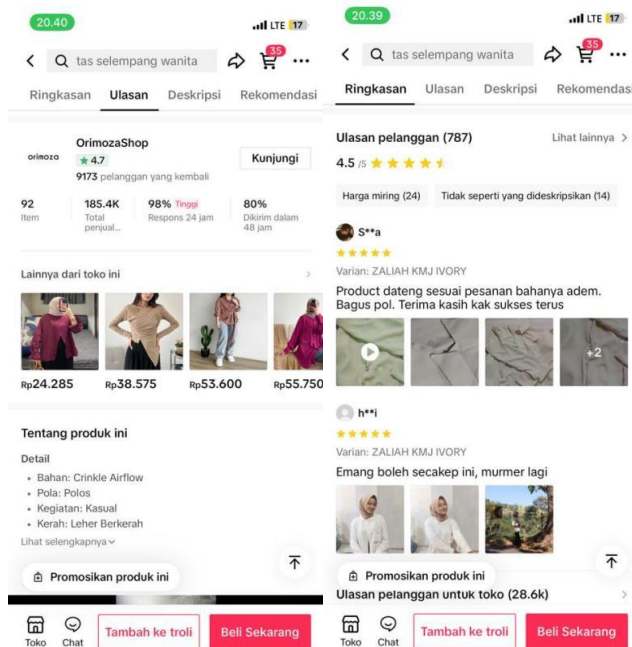 20.40
LTE 17
tas selempang wanita
35
Ringkasan Ulasan Deskripsi Rekomendasi
orimoza
OrimozaShop
4.7
9173 pelanggan yang kembali
Kunjungi
92
Item
185.4K
Total
penjual...
98% Tinggi
Respons 24 jam
80%
Dikirim dalam
48 jam
Lainnya dari toko ini
Rp24.285
Rp38.575
Rp53.600
Rp55.750
Tentang produk ini
Detail
• Bahan: Crinkle Airflow
• Pola: Polos
• Kegiatan: Kasual
• Kerah: Leher Berkerah
Lihat selengkapnya
Promosikan produk ini
Toko
Chat
Tambah ke troli
Beli Sekarang
20.39
LTE 17
tas selempang wanita
35
Ringkasan Ulasan Deskripsi Rekomendasi
Ulasan pelanggan (787)
Lihat lainnya
4.5 /5
Harga miring (24)
Tidak seperti yang dideskripsikan (14)
S**a
Varian: ZALIAH KMJ IVORY
Product dateng sesuai pesanan bahanya adem.
Bagus pol. Terima kasih kak sukses terus
+2
h**i
Varian: ZALIAH KMJ IVORY
Emang boleh secakep ini, murmer lagi
Promosikan produk ini
Ulasan pelanggan untuk toko (28.6k)
Toko
Chat
Tambah ke troli
Beli Sekarang